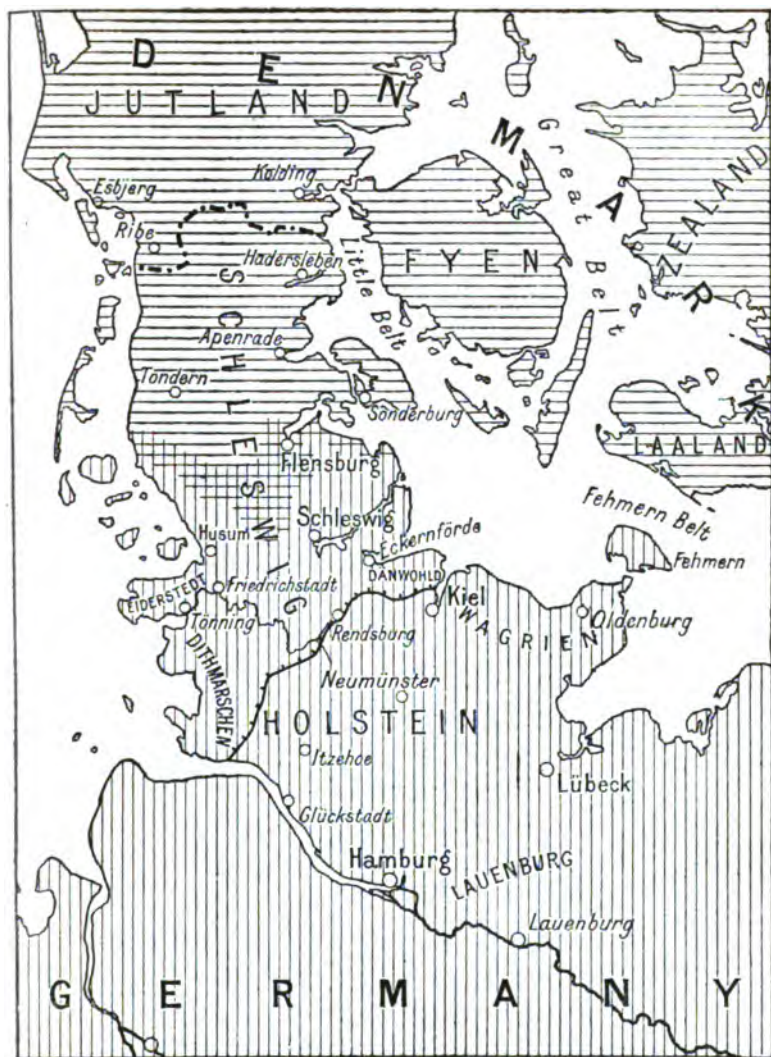 DENMARK
JUTLAND
Great Belt
Esbjerg
Kolding
ZEALAND
Ribe
Hadersleben
Little Belt
FYEN
SCHLESWIG
Apenrade
Tondern
Sonderburg
LAALAND
Flensburg
Schleswig
Fehmern Belt
Husum
Eckernförde
Fehmern
DANWOHLD
EIDERSTEDT
Friedrichstadt
Kiel
Tönning
Rendsburg
WAGRIEN
Oldenburg
DITHMARSCHEN
Neumünster
HOLSTEIN
Itzehoe
Lübeck
Glückstadt
Hamburg
LAUENBURG
Lauenburg
GERMANY